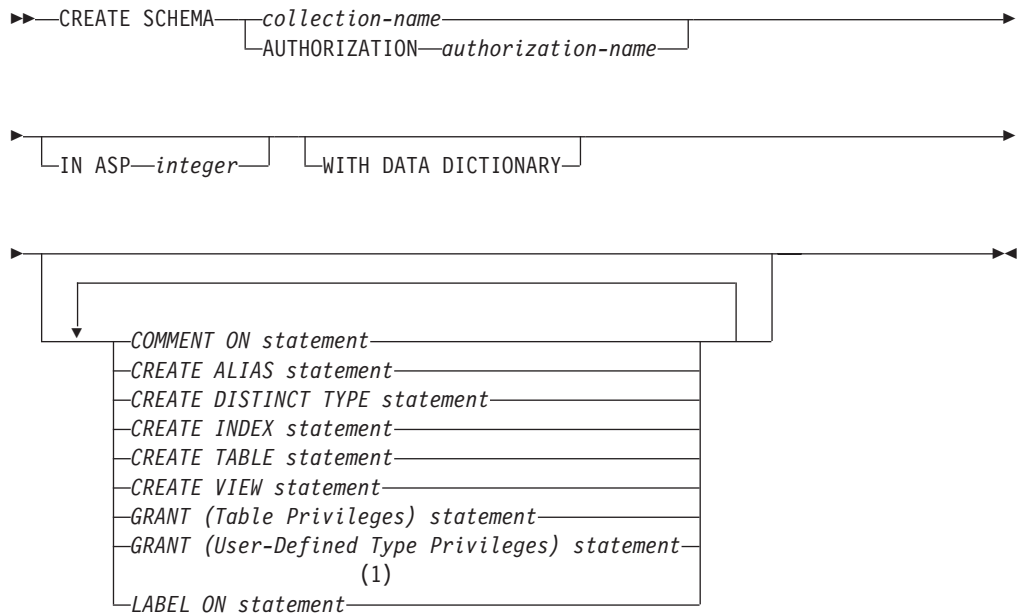 CREATE SCHEMA collection-name
AUTHORIZATION authorization-name
IN ASP integer WITH DATA DICTIONARY
COMMENT ON statement
CREATE ALIAS statement
CREATE DISTINCT TYPE statement
CREATE INDEX statement
CREATE TABLE statement
CREATE VIEW statement
GRANT (Table Privileges) statement
GRANT (User-Defined Type Privileges) statement
(1)
LABEL ON statement